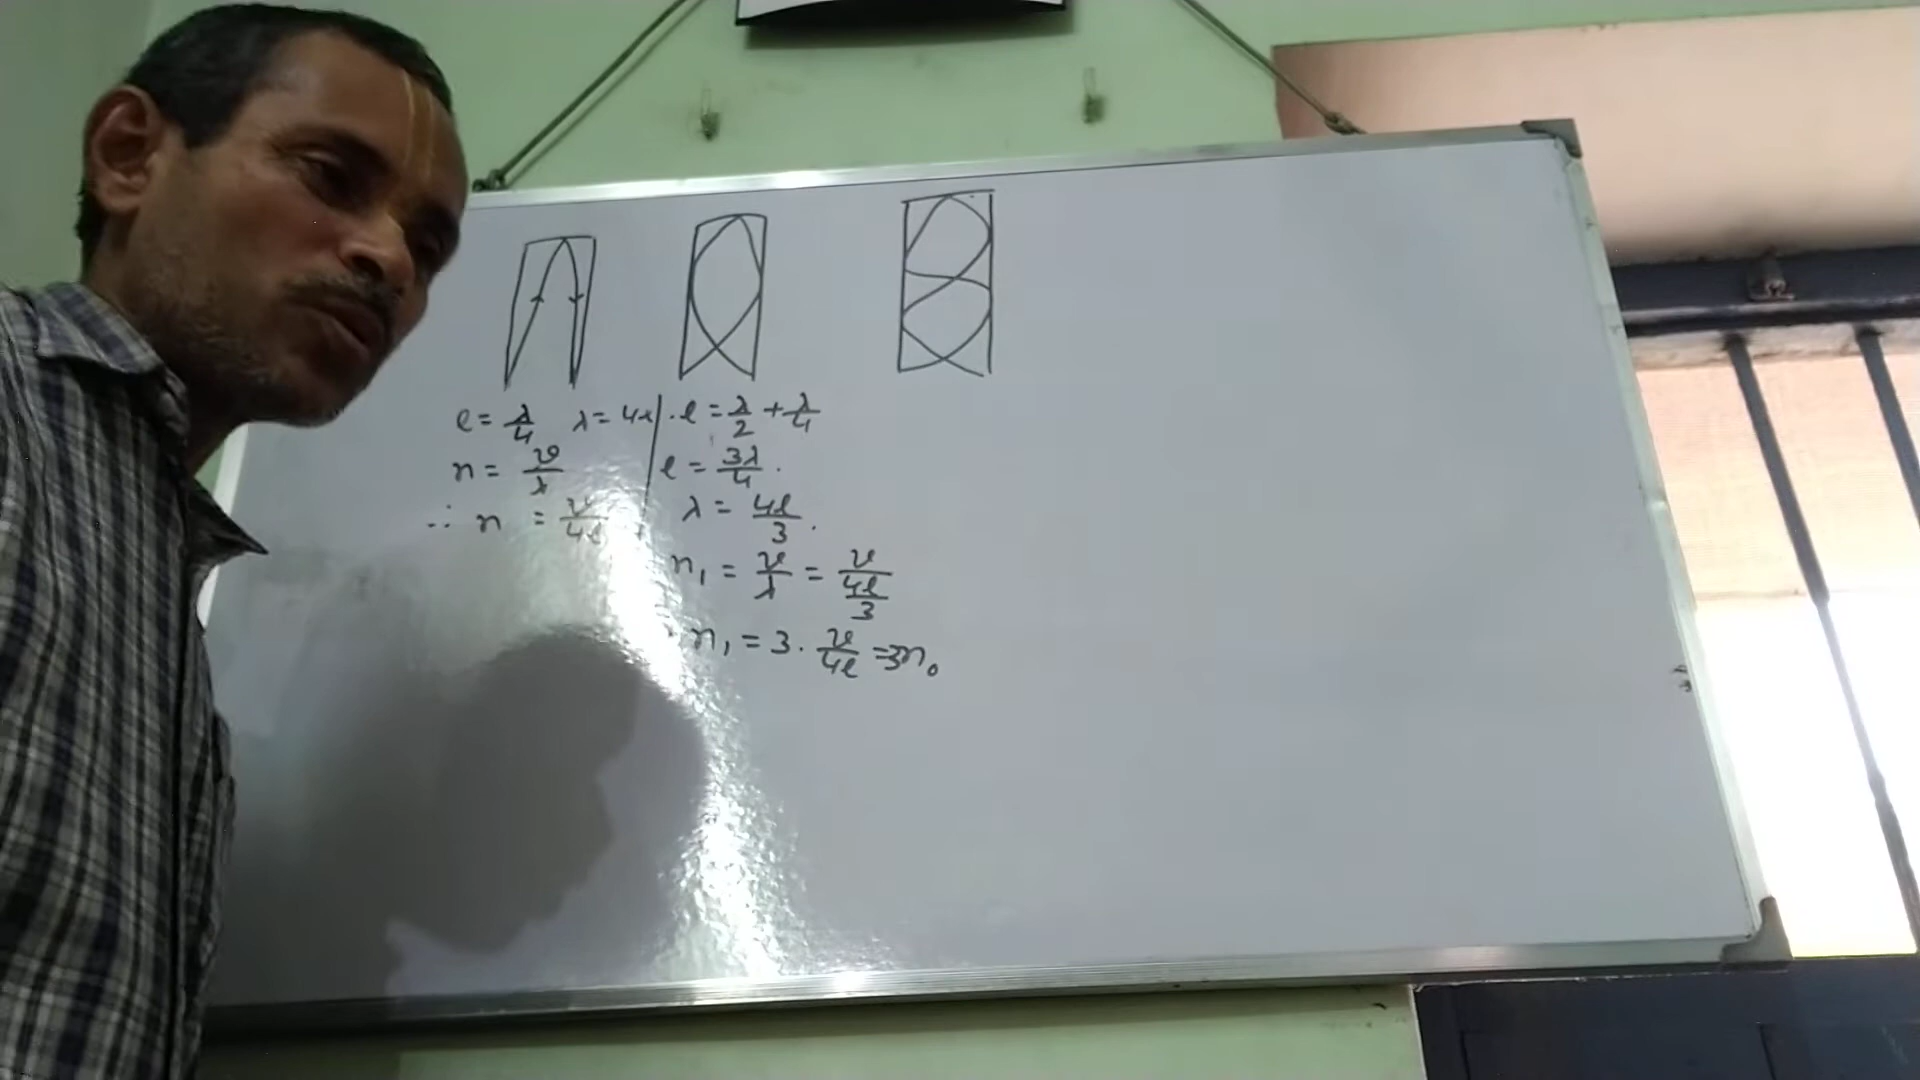 l = λ/4 λ = 4l
n = v/λ
∴ n = v/4l
l = λ/2 + λ/4
l = 3λ/4 .
λ = 4l/3 .
n₁ = v/λ = v/(4l/3)
n₁ = 3 · v/4l = 3n₀